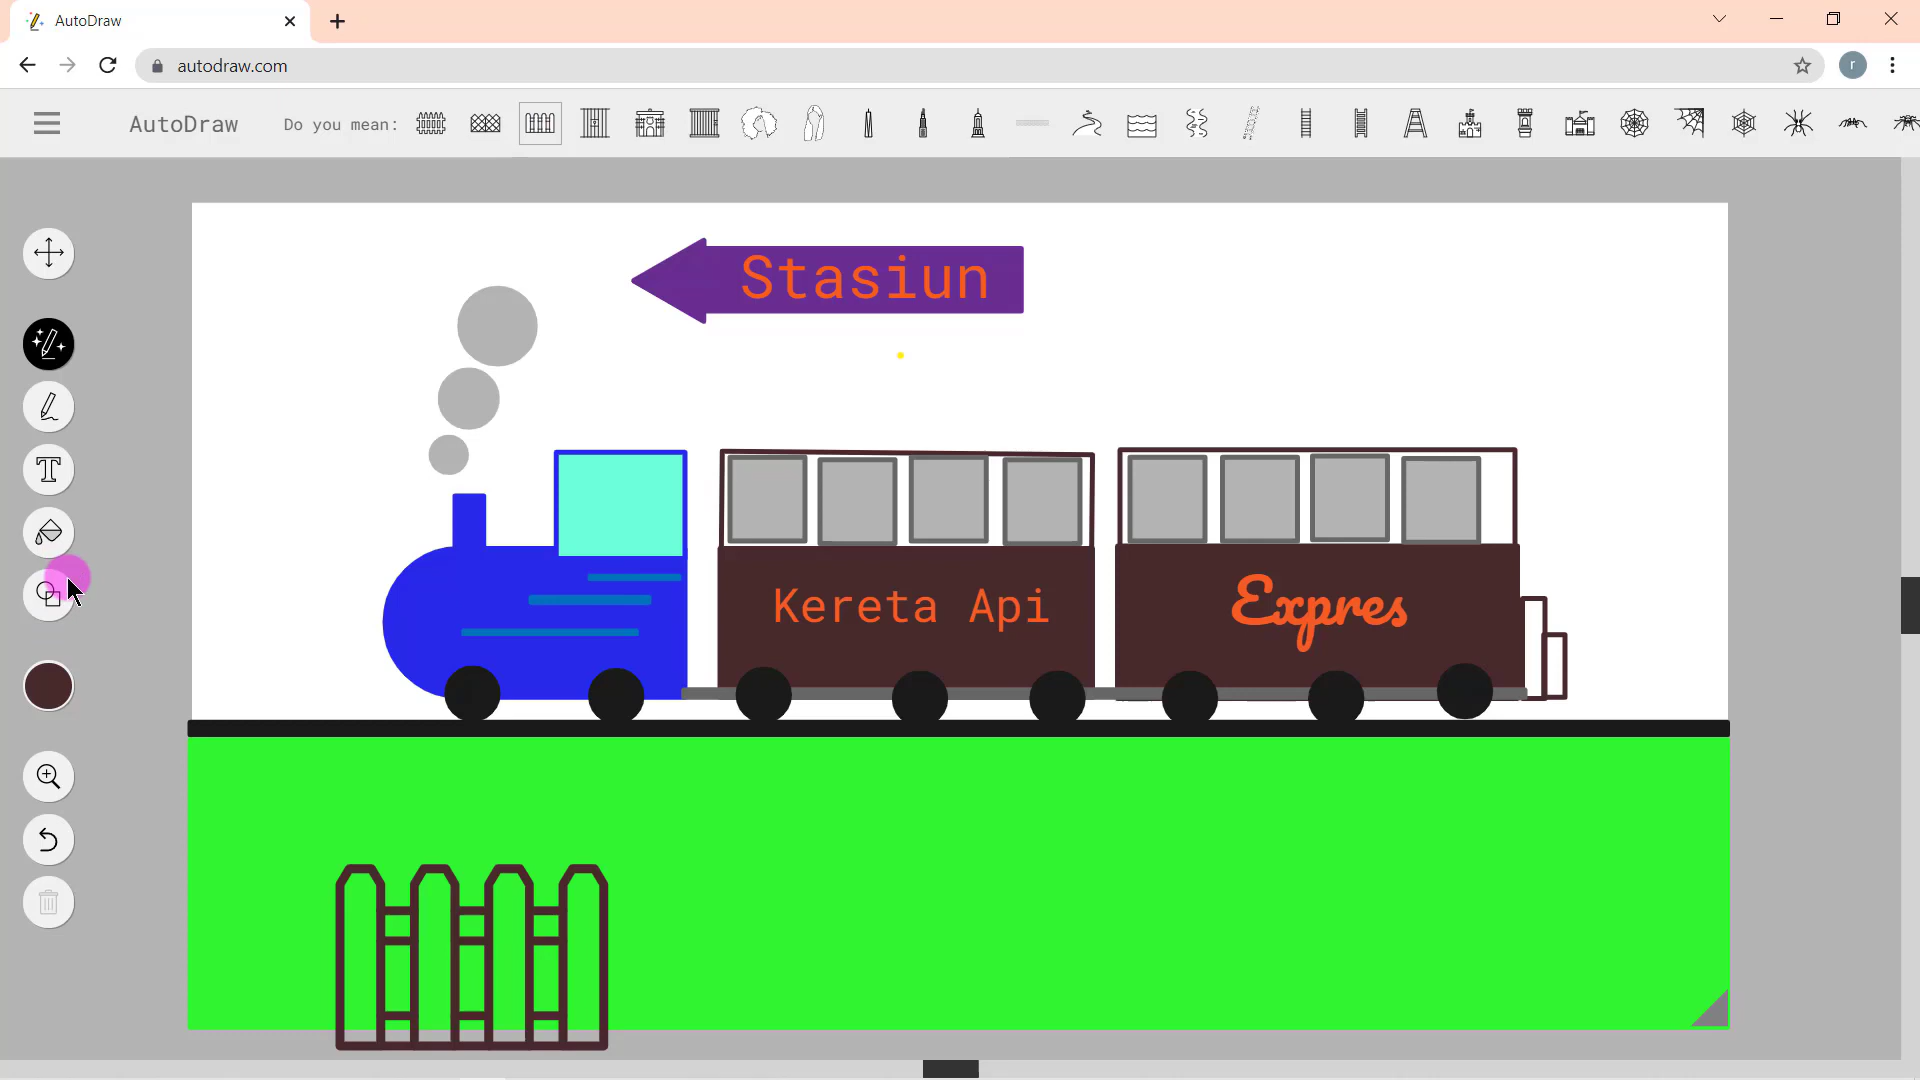 AutoDraw
autodraw.com
r
AutoDraw Do you mean:
T
Stasiun
Kereta Api
Expres